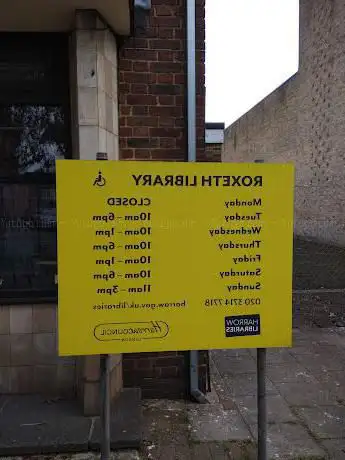 ROXETH LIBRARY
Monday CLOSED
Tuesday 10am – 6pm
Wednesday 10am – 1pm
Thursday 10am – 6pm
Friday 10am – 1pm
Saturday 10am – 6pm
Sunday 11am – 3pm
020 3714 7718 harrow.gov.uk/libraries
HARROW
LIBRARIES
HarrowCOUNCIL
LONDON